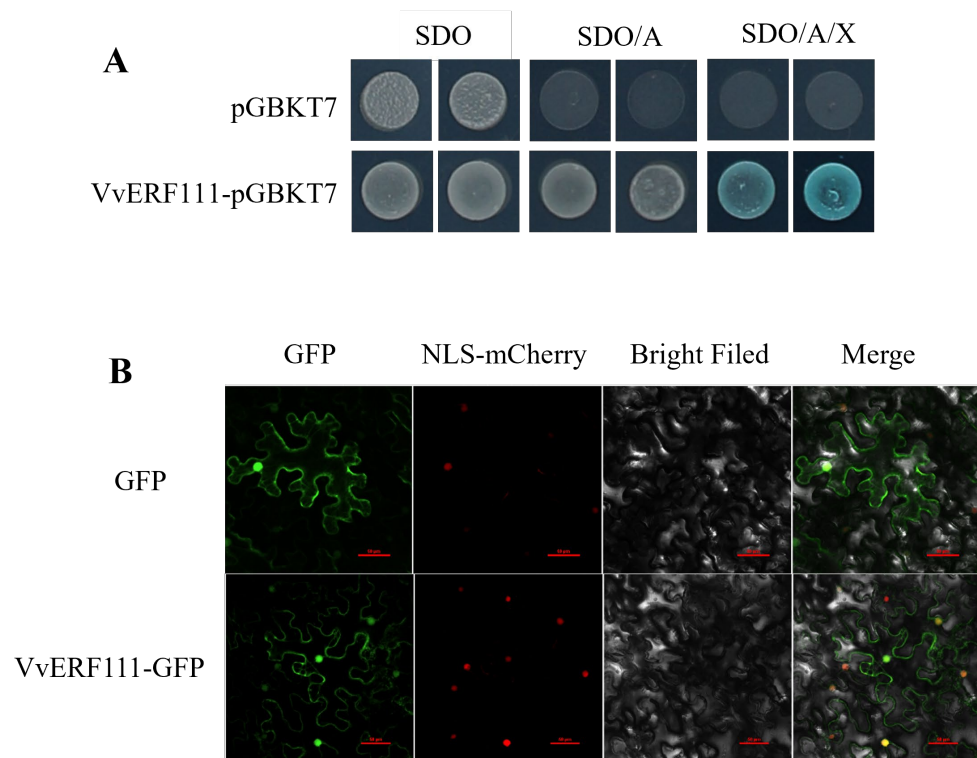 A
SDO SDO/A SDO/A/X
pGBKT7
VvERF111-pGBKT7
B
GFP NLS-mCherry Bright Filed Merge
GFP
VvERF111-GFP